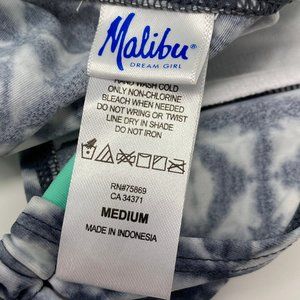 Malibu®
DREAM GIRL
HAND WASH COLD
ONLY NON-CHLORINE
BLEACH WHEN NEEDED
DO NOT WRING OR TWIST
LINE DRY IN SHADE
DO NOT IRON
RN#75869
CA 34371
MEDIUM
MADE IN INDONESIA